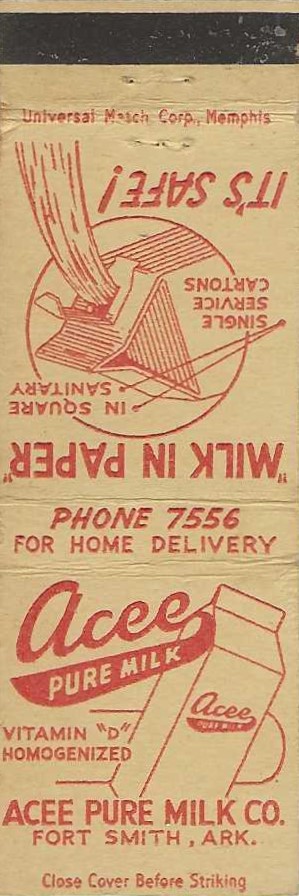 Universal Match Corp., Memphis
"MILK IN PAPER"
• IN SQUARE
• SANITARY
SINGLE
SERVICE
CARTONS
IT'S SAFE!
PHONE 7556
FOR HOME DELIVERY
Acee
PURE MILK
Acee
PURE MILK
VITAMIN "D"
HOMOGENIZED
ACEE PURE MILK CO.
FORT SMITH, ARK.
Close Cover Before Striking